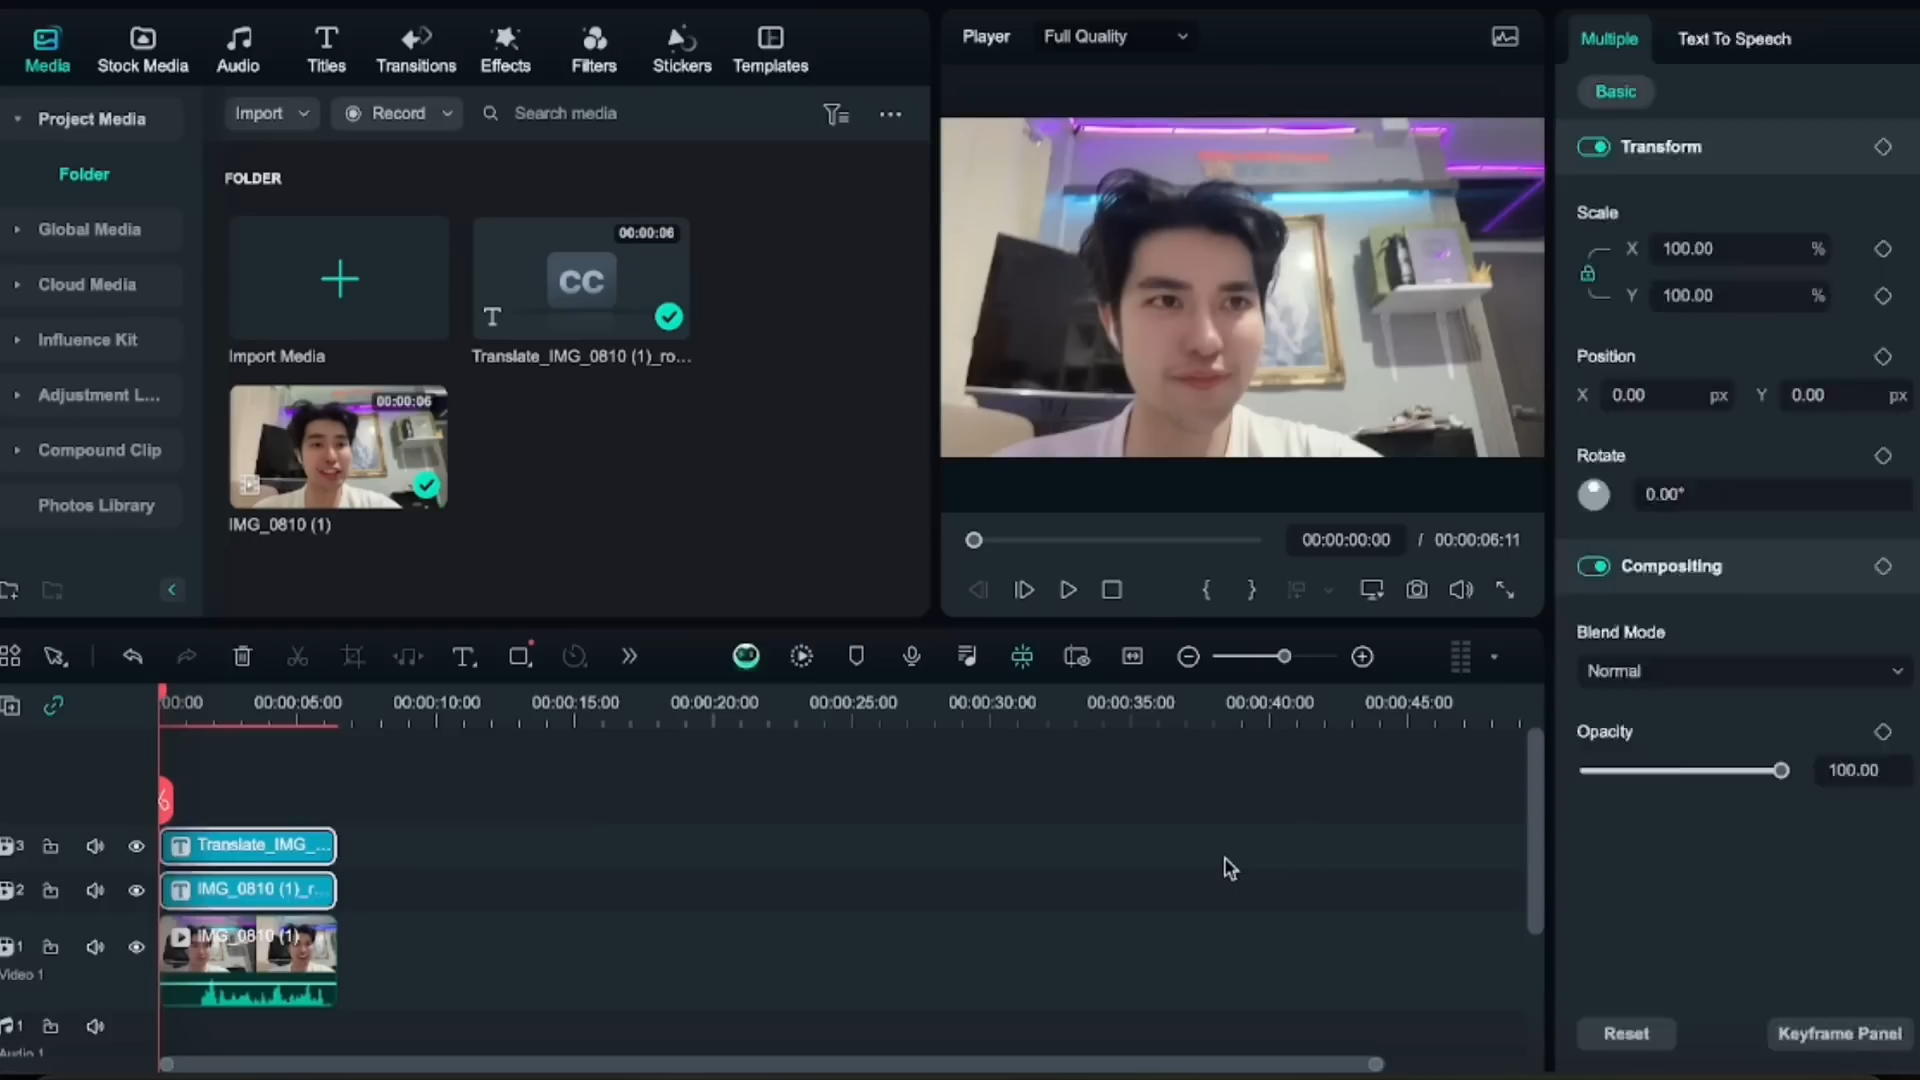 Media
Stock Media
Audio
Titles
Transitions
Effects
Filters
Stickers
Templates
Player
Full Quality
Multiple
Text To Speech
Project Media
Import
Record
Search media
Basic
Folder
FOLDER
Transform
Global Media
Cloud Media
Influence Kit
Adjustment L...
Compound Clip
Photos Library
00:00:06
CC
T
Import Media
Translate_IMG_0810 (1)_ro...
00:00:06
IMG_0810 (1)
Scale
X 100.00 %
Y 100.00 %
Position
X 0.00 px Y 0.00 px
Rotate
0.00°
00:00:00:00 / 00:00:06:11
Compositing
Blend Mode
Normal
Opacity
100.00
00:00
00:00:05:00
00:00:10:00
00:00:15:00
00:00:20:00
00:00:25:00
00:00:30:00
00:00:35:00
00:00:40:00
00:00:45:00
3
T Translate_IMG_...
2
T IMG_0810 (1)_r...
1
IMG_0810 (1)
Video 1
1
Audio 1
Reset
Keyframe Panel